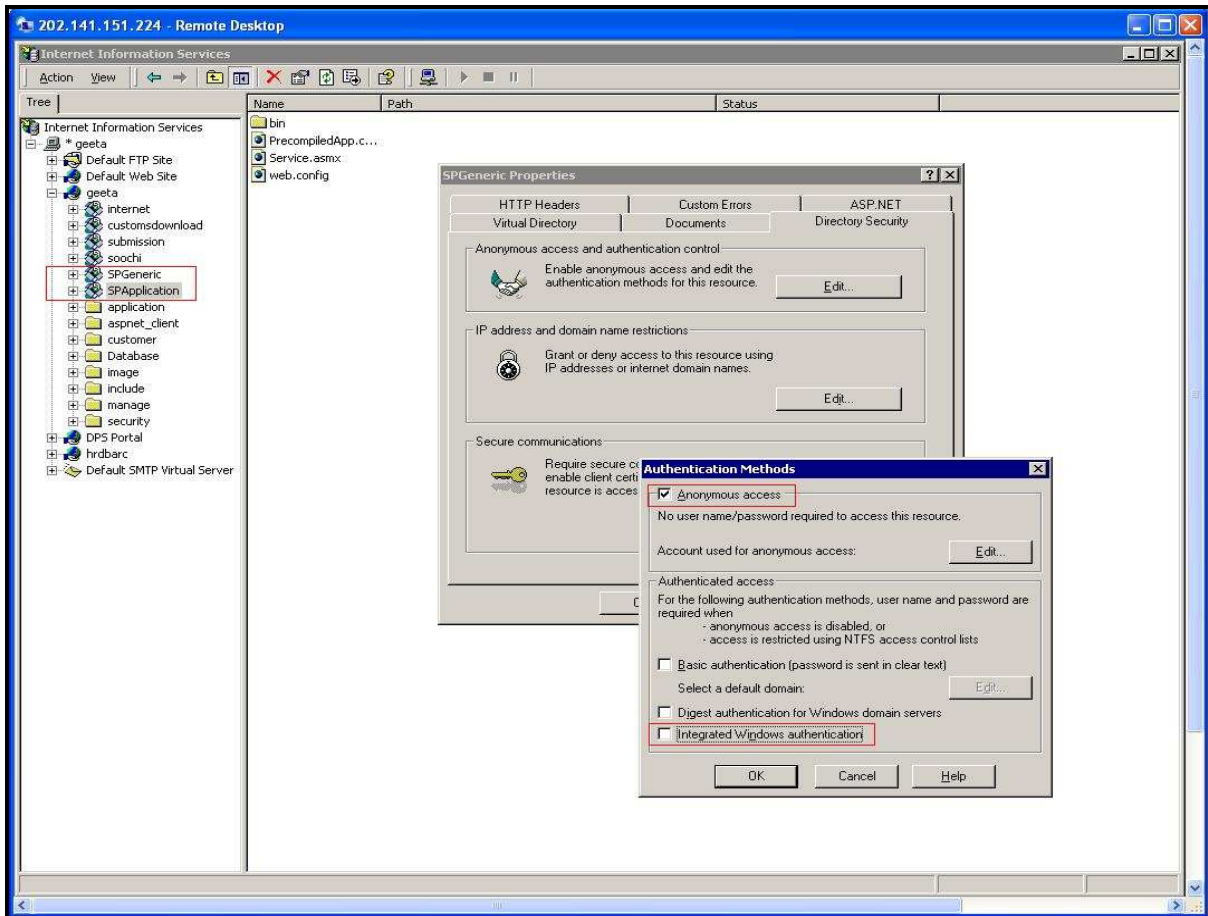 202.141.151.224 - Remote Desktop
Internet Information Services
Action View
Tree
Name Path Status
Internet Information Services
* geeta
Default FTP Site
Default Web Site
geeta
internet
customsdownload
submission
soochi
SPGeneric
SPApplication
application
aspnet_client
customer
Database
image
include
manage
security
DPS Portal
hrdbarc
Default SMTP Virtual Server
bin
PrecompiledApp.c...
Service.asmx
web.config
SPGeneric Properties
HTTP Headers Custom Errors ASP.NET
Virtual Directory Documents Directory Security
Anonymous access and authentication control
Enable anonymous access and edit the
authentication methods for this resource.
Edit...
IP address and domain name restrictions
Grant or deny access to this resource using
IP addresses or internet domain names.
Edit...
Secure communications
Require secure
enable client
resource is
Authentication Methods
Anonymous access
No user name/password required to access this resource.
Account used for anonymous access: Edit...
Authenticated access
For the following authentication methods, user name and password are
required when
- anonymous access is disabled, or
- access is restricted using NTFS access control lists
Basic authentication (password is sent in clear text)
Select a default domain: Edit...
Digest authentication for Windows domain servers
Integrated Windows authentication
OK Cancel Help